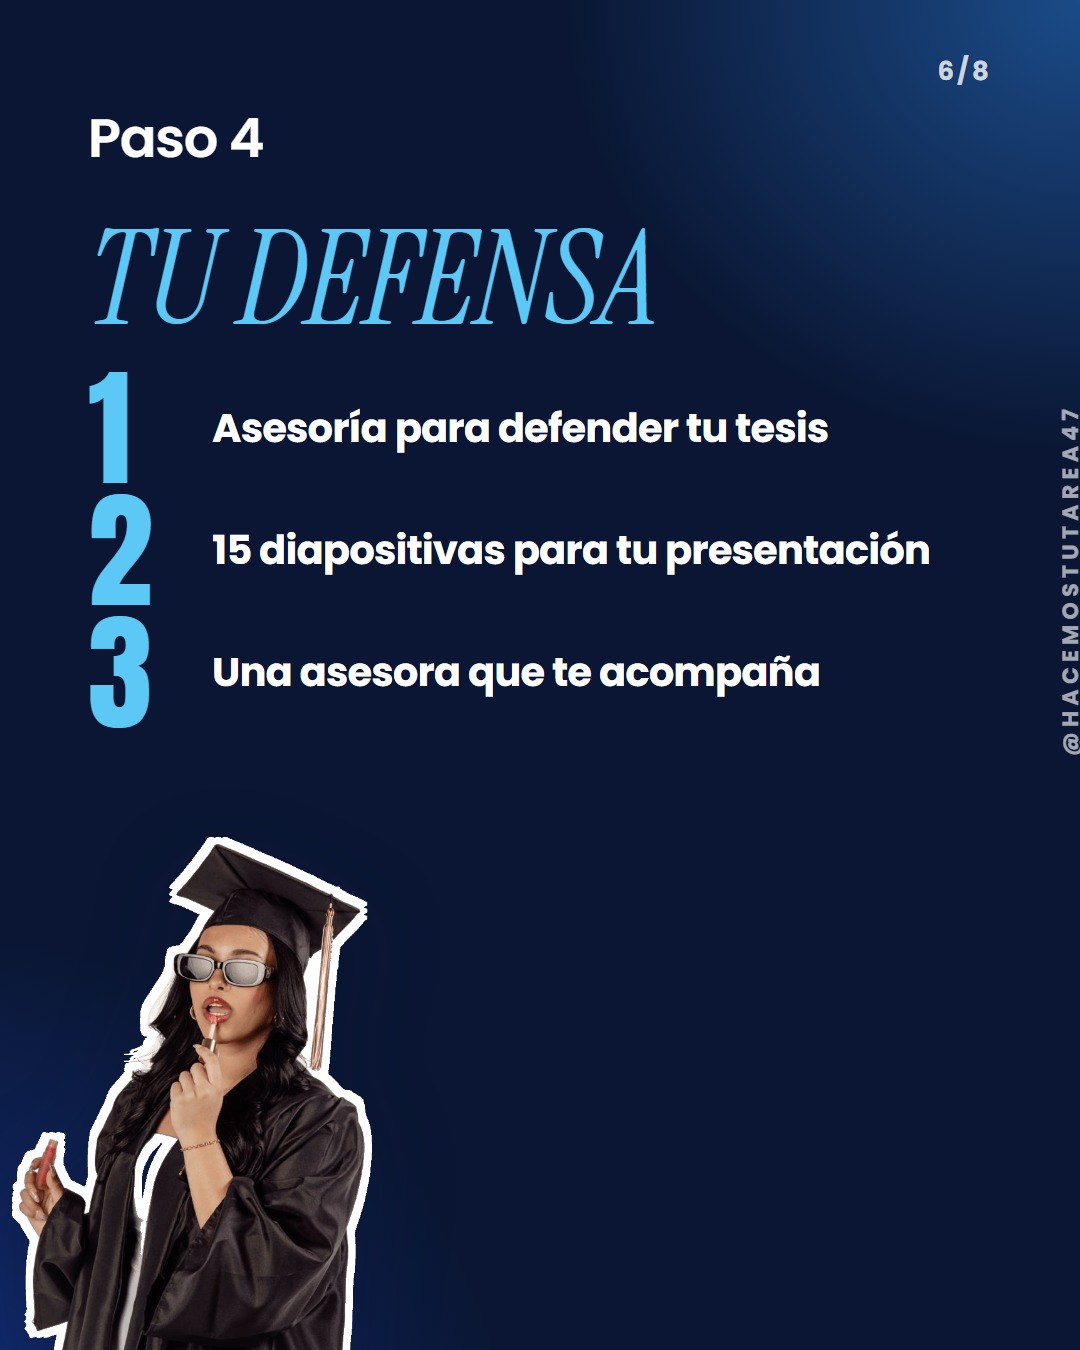 6/8
Paso 4
TU DEFENSA
1 Asesoría para defender tu tesis
2 15 diapositivas para tu presentación
3 Una asesora que te acompaña
@HACEMOSTUTAREA47